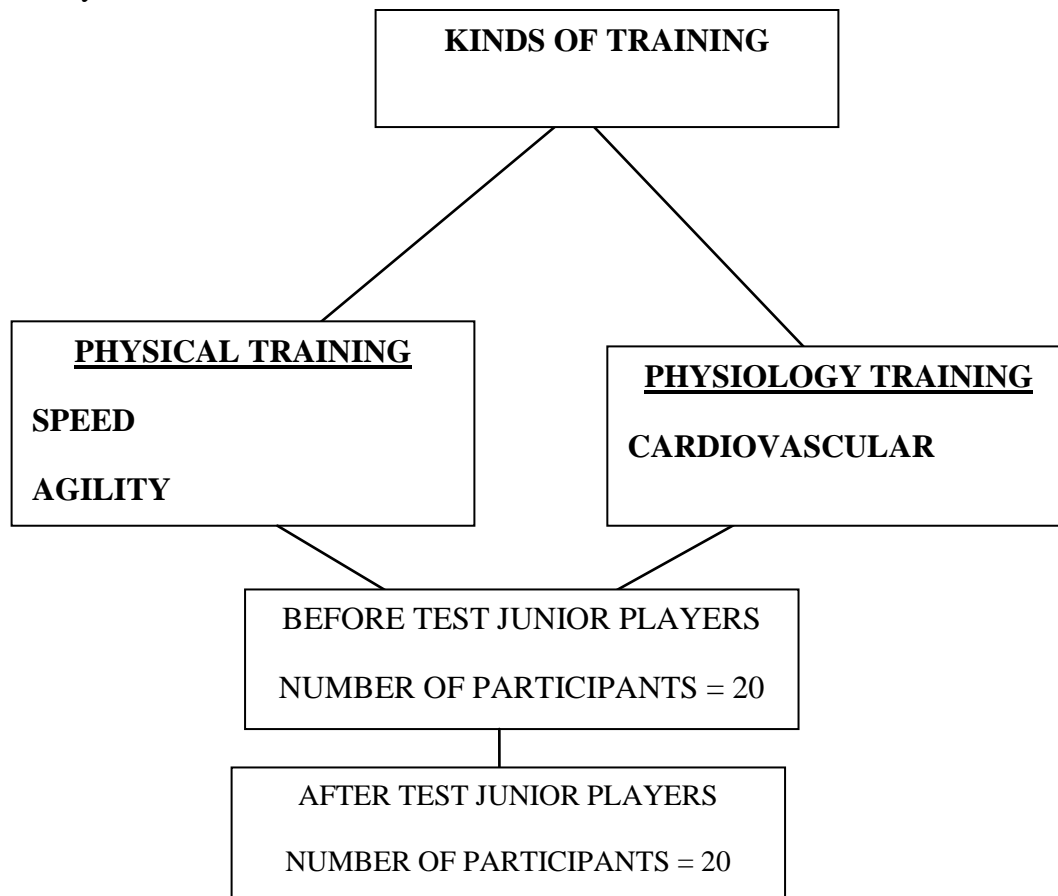 KINDS OF TRAINING
PHYSICAL TRAINING
SPEED
AGILITY
PHYSIOLOGY TRAINING
CARDIOVASCULAR
BEFORE TEST JUNIOR PLAYERS
NUMBER OF PARTICIPANTS = 20
AFTER TEST JUNIOR PLAYERS
NUMBER OF PARTICIPANTS = 20